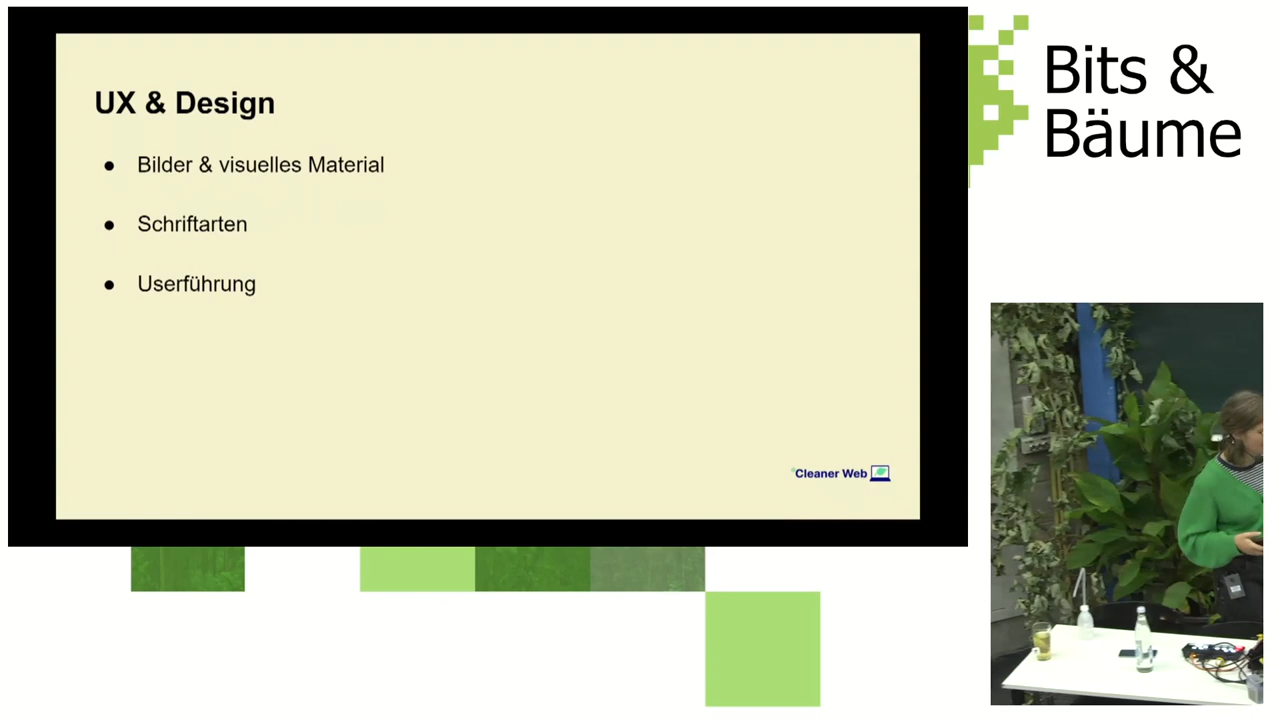 UX & Design
● Bilder & visuelles Material
● Schriftarten
● Userführung
Cleaner Web
Bits &
Bäume